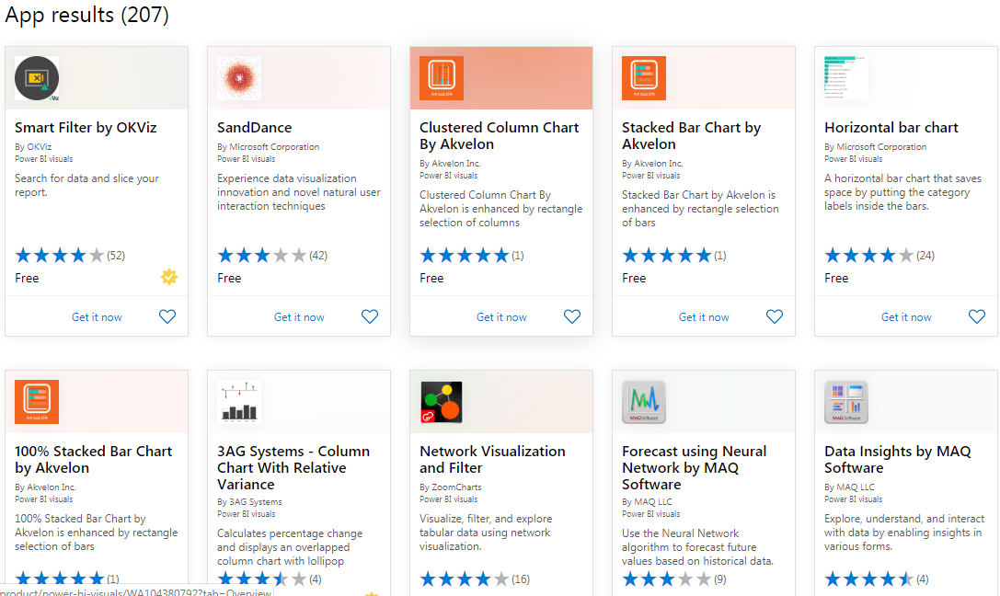 App results (207)
Smart Filter by OKViz
By OKViz
Power BI visuals
Search for data and slice your
report.
(52)
Free
Get it now
SandDance
By Microsoft Corporation
Power BI visuals
Experience data visualization
innovation and novel natural user
interaction techniques
(42)
Free
Get it now
Clustered Column Chart
By Akvelon
By Akvelon Inc.
Power BI visuals
Clustered Column Chart By
Akvelon is enhanced by rectangle
selection of columns
(1)
Free
Get it now
Stacked Bar Chart by
Akvelon
By Akvelon Inc.
Power BI visuals
Stacked Bar Chart by Akvelon is
enhanced by rectangle selection
of bars
(1)
Free
Get it now
Horizontal bar chart
By Microsoft Corporation
Power BI visuals
A horizontal bar chart that saves
space by putting the category
labels inside the bars.
(24)
Free
Get it now
100% Stacked Bar Chart
by Akvelon
By Akvelon Inc.
Power BI visuals
100% Stacked Bar Chart by
Akvelon is enhanced by rectangle
selection of bars
(1)
3AG Systems - Column
Chart With Relative
Variance
By 3AG Systems
Power BI visuals
Calculates percentage change
and displays an overlapped
column chart with lollipop
(4)
Network Visualization
and Filter
By ZoomCharts
Power BI visuals
Visualize, filter, and explore
tabular data using network
visualization.
(16)
MAQ Software
Forecast using Neural
Network by MAQ
Software
By MAQ LLC
Power BI visuals
Use the Neural Network
algorithm to forecast future
values based on historical data.
(9)
MAQ Software
Data Insights by MAQ
Software
By MAQ LLC
Power BI visuals
Explore, understand, and interact
with data by enabling insights in
various forms.
(4)
product/power-bi-visuals/WA104380792?tab=Overview